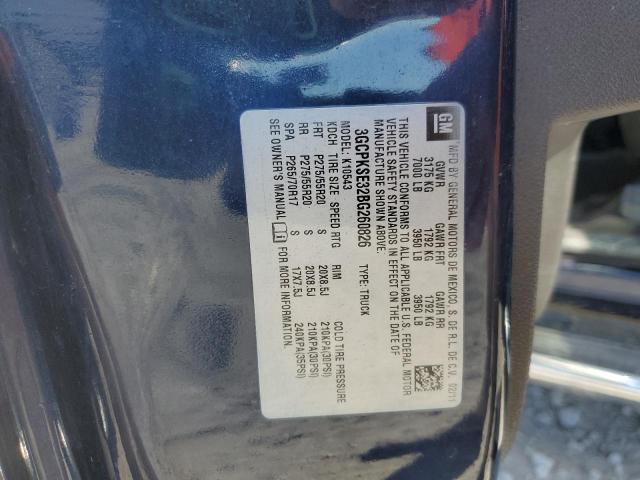 GM
MFD BY GENERAL MOTORS DE MEXICO, S. DE R.L. DE C.V. 02/11
GVWR GAWR FRT GAWR RR
3175 KG 1792 KG 1792 KG
7000 LB 3950 LB 3950 LB
THIS VEHICLE CONFORMS TO ALL APPLICABLE U.S. FEDERAL MOTOR
VEHICLE SAFETY STANDARDS IN EFFECT ON THE DATE OF
MANUFACTURE SHOWN ABOVE.
3GCPKSE32BG260826 TYPE: TRUCK
MODEL: K10543
KDCH TIRE SIZE SPEED RTG RIM COLD TIRE PRESSURE
FRT P275/55R20 S 20X8.5J 210KPA(30PSI)
RR P275/55R20 S 20X8.5J 210KPA(30PSI)
SPA P265/70R17 S 17X7.5J 240KPA(35PSI)
SEE OWNER'S MANUAL i FOR MORE INFORMATION.